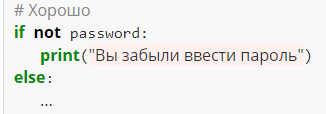 # Хорошо
if not password:
    print("Вы забыли ввести пароль")
else:
    ...